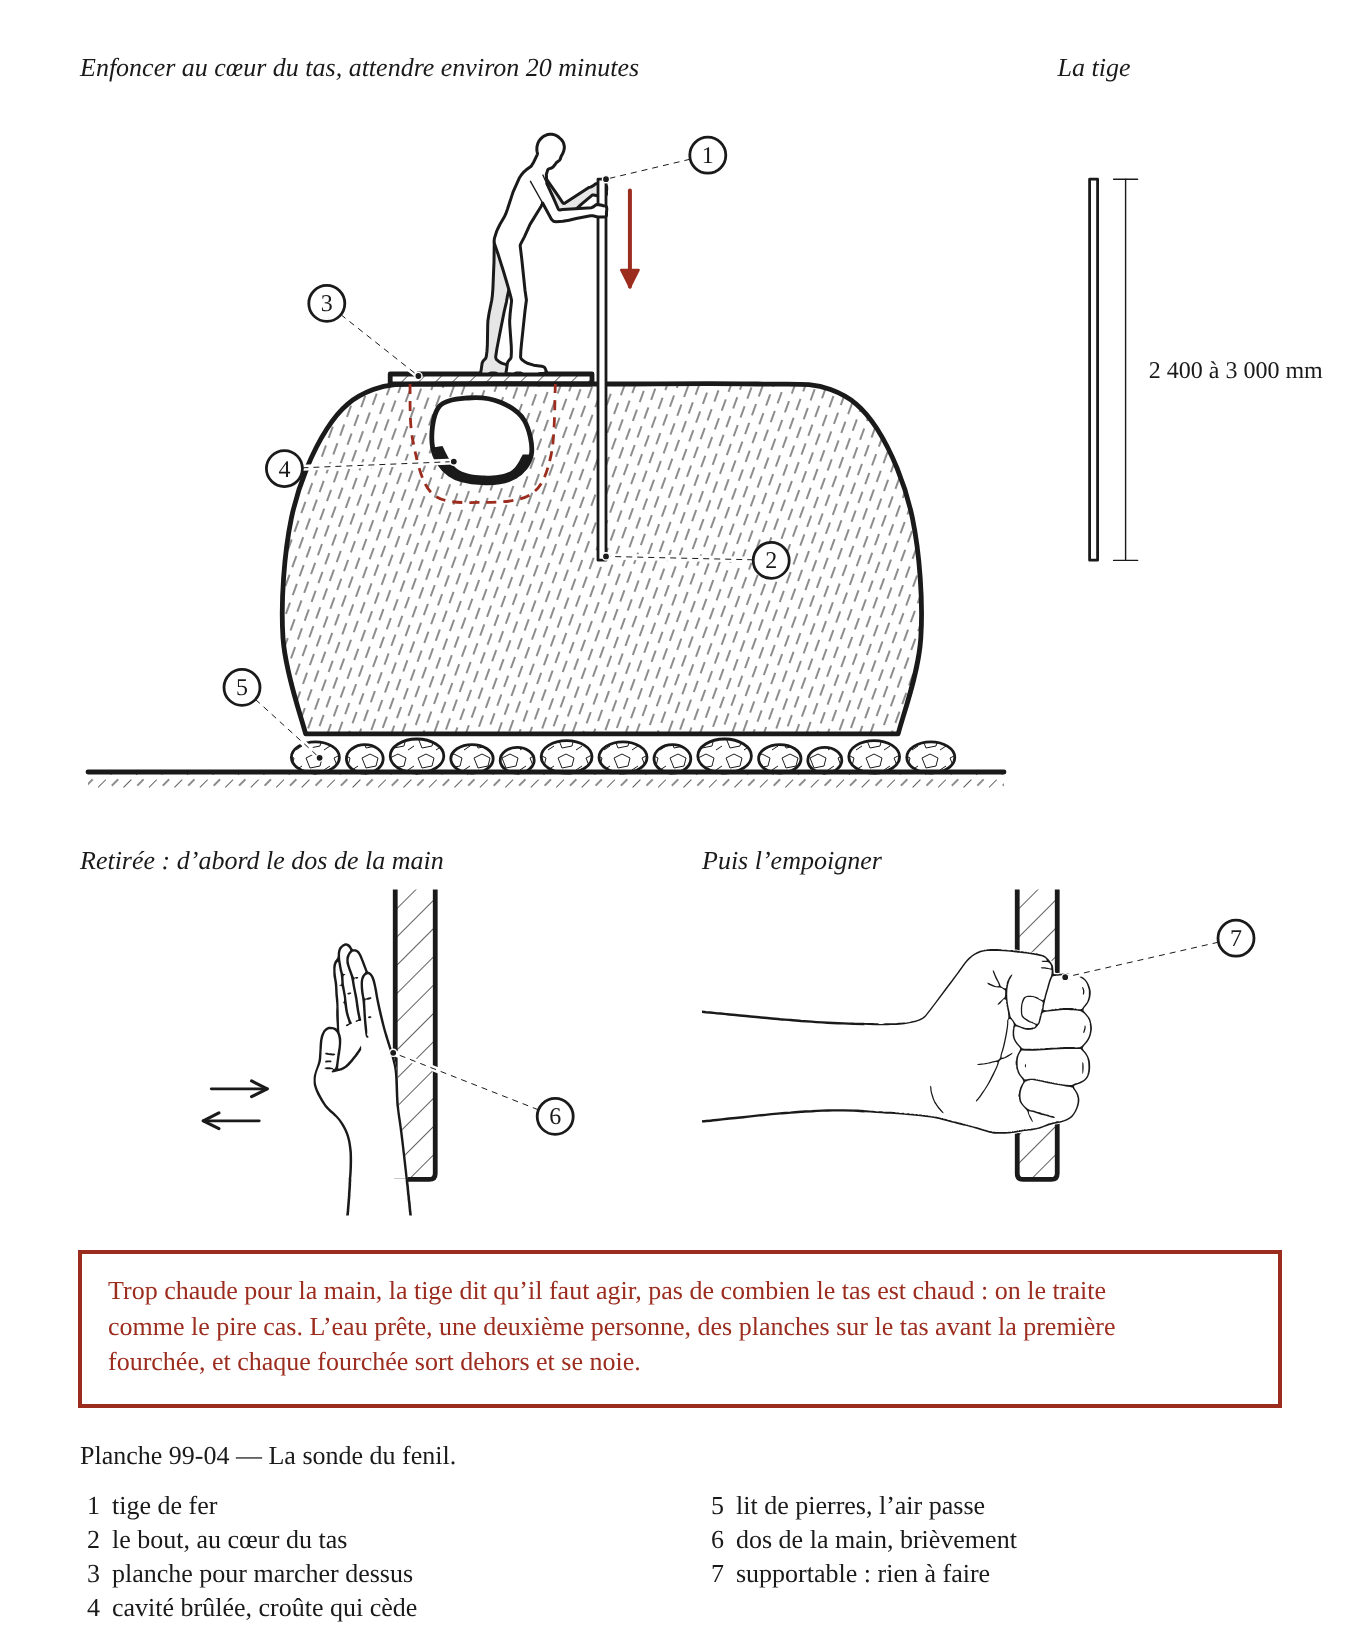 Enfoncer au cœur du tas, attendre environ 20 minutes
La tige
1
3
2 400 à 3 000 mm
4
2
5
Retirée : d’abord le dos de la main
Puis l’empoigner
7
6
Trop chaude pour la main, la tige dit qu’il faut agir, pas de combien le tas est chaud : on le traite
comme le pire cas. L’eau prête, une deuxième personne, des planches sur le tas avant la première
fourchée, et chaque fourchée sort dehors et se noie.
Planche 99-04 — La sonde du fenil.
1 tige de fer
2 le bout, au cœur du tas
3 planche pour marcher dessus
4 cavité brûlée, croûte qui cède
5 lit de pierres, l’air passe
6 dos de la main, brièvement
7 supportable : rien à faire